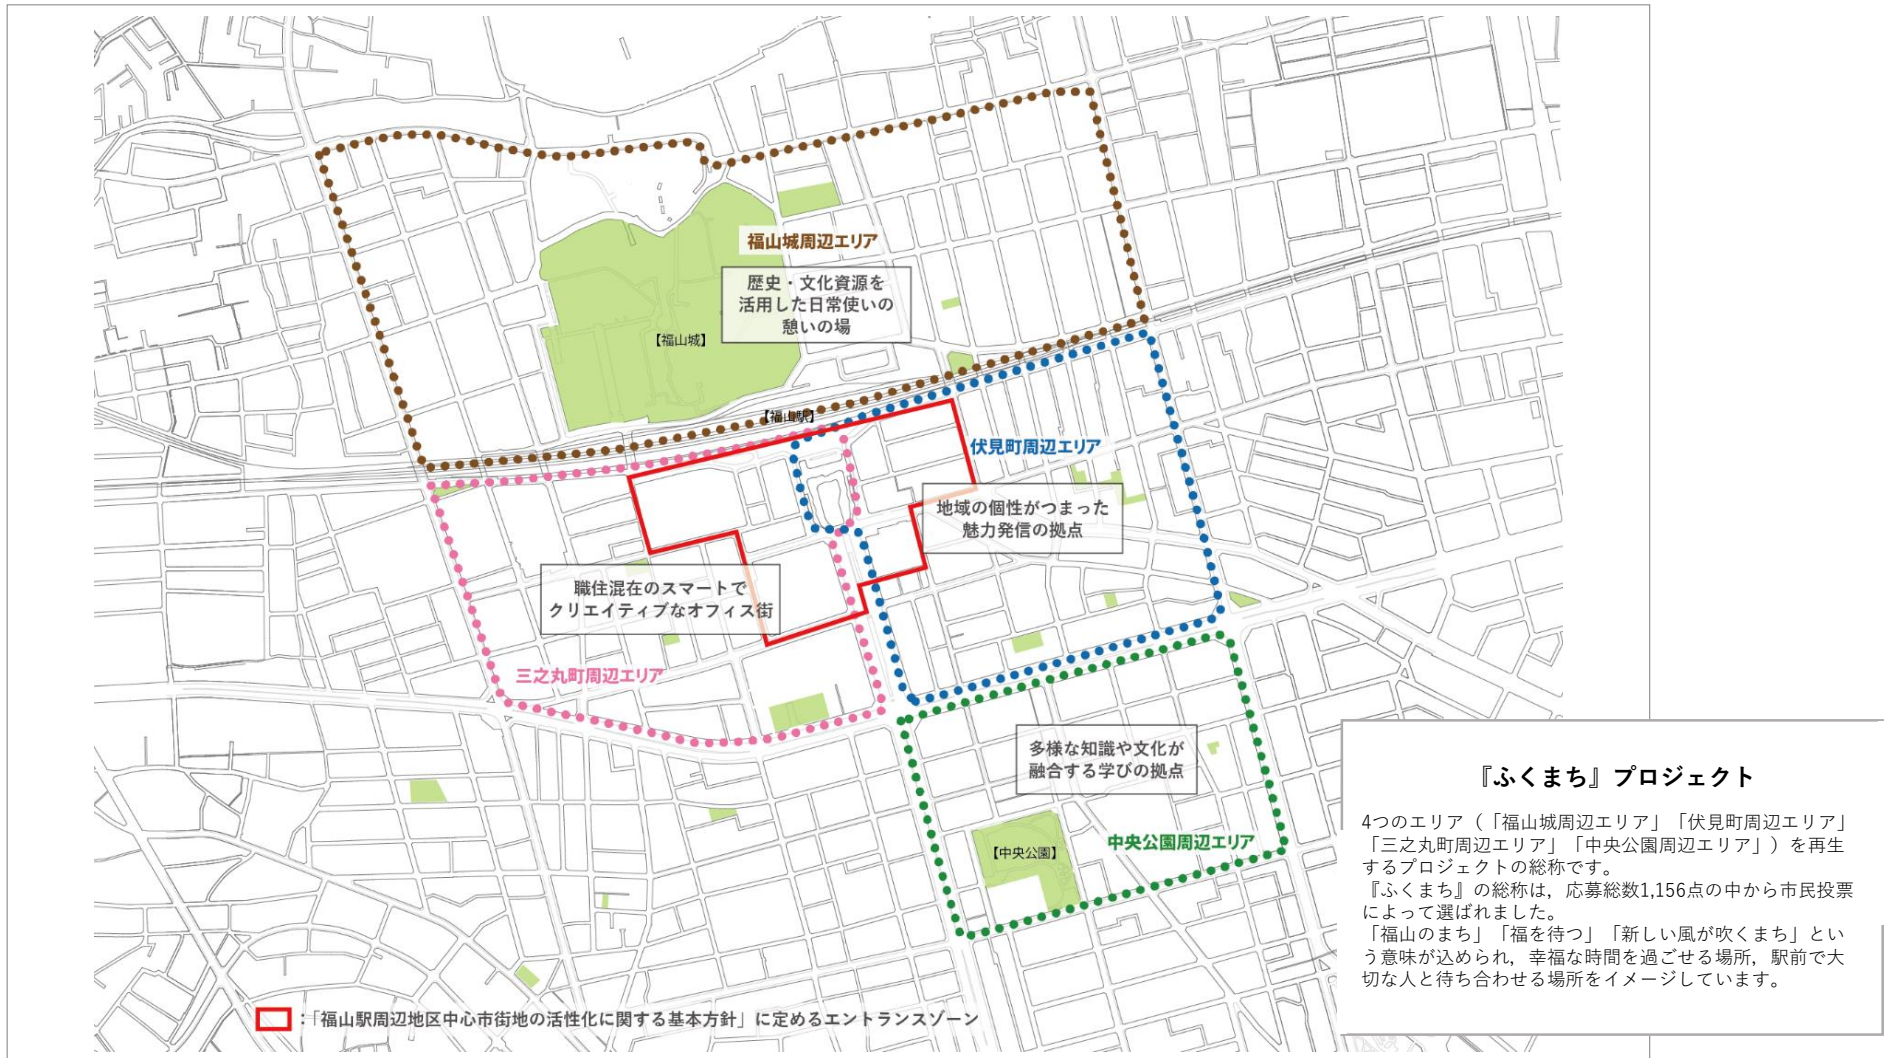 福山城周辺エリア
歴史・文化資源を
活用した日常使いの
憩いの場
【福山城】
【福山駅】
伏見町周辺エリア
地域の個性がつまった
魅力発信の拠点
職住混在のスマートで
クリエイティブなオフィス街
三之丸町周辺エリア
多様な知識や文化が
融合する学びの拠点
【中央公園】
中央公園周辺エリア
：「福山駅周辺地区中心市街地の活性化に関する基本方針」に定めるエントランスゾーン
『ふくまち』プロジェクト
4つのエリア（「福山城周辺エリア」「伏見町周辺エリア」
「三之丸町周辺エリア」「中央公園周辺エリア」）を再生
するプロジェクトの総称です。
『ふくまち』の総称は，応募総数1,156点の中から市民投票
によって選ばれました。
「福山のまち」「福を待つ」「新しい風が吹くまち」とい
う意味が込められ，幸福な時間を過ごせる場所，駅前で大
切な人と待ち合わせる場所をイメージしています。